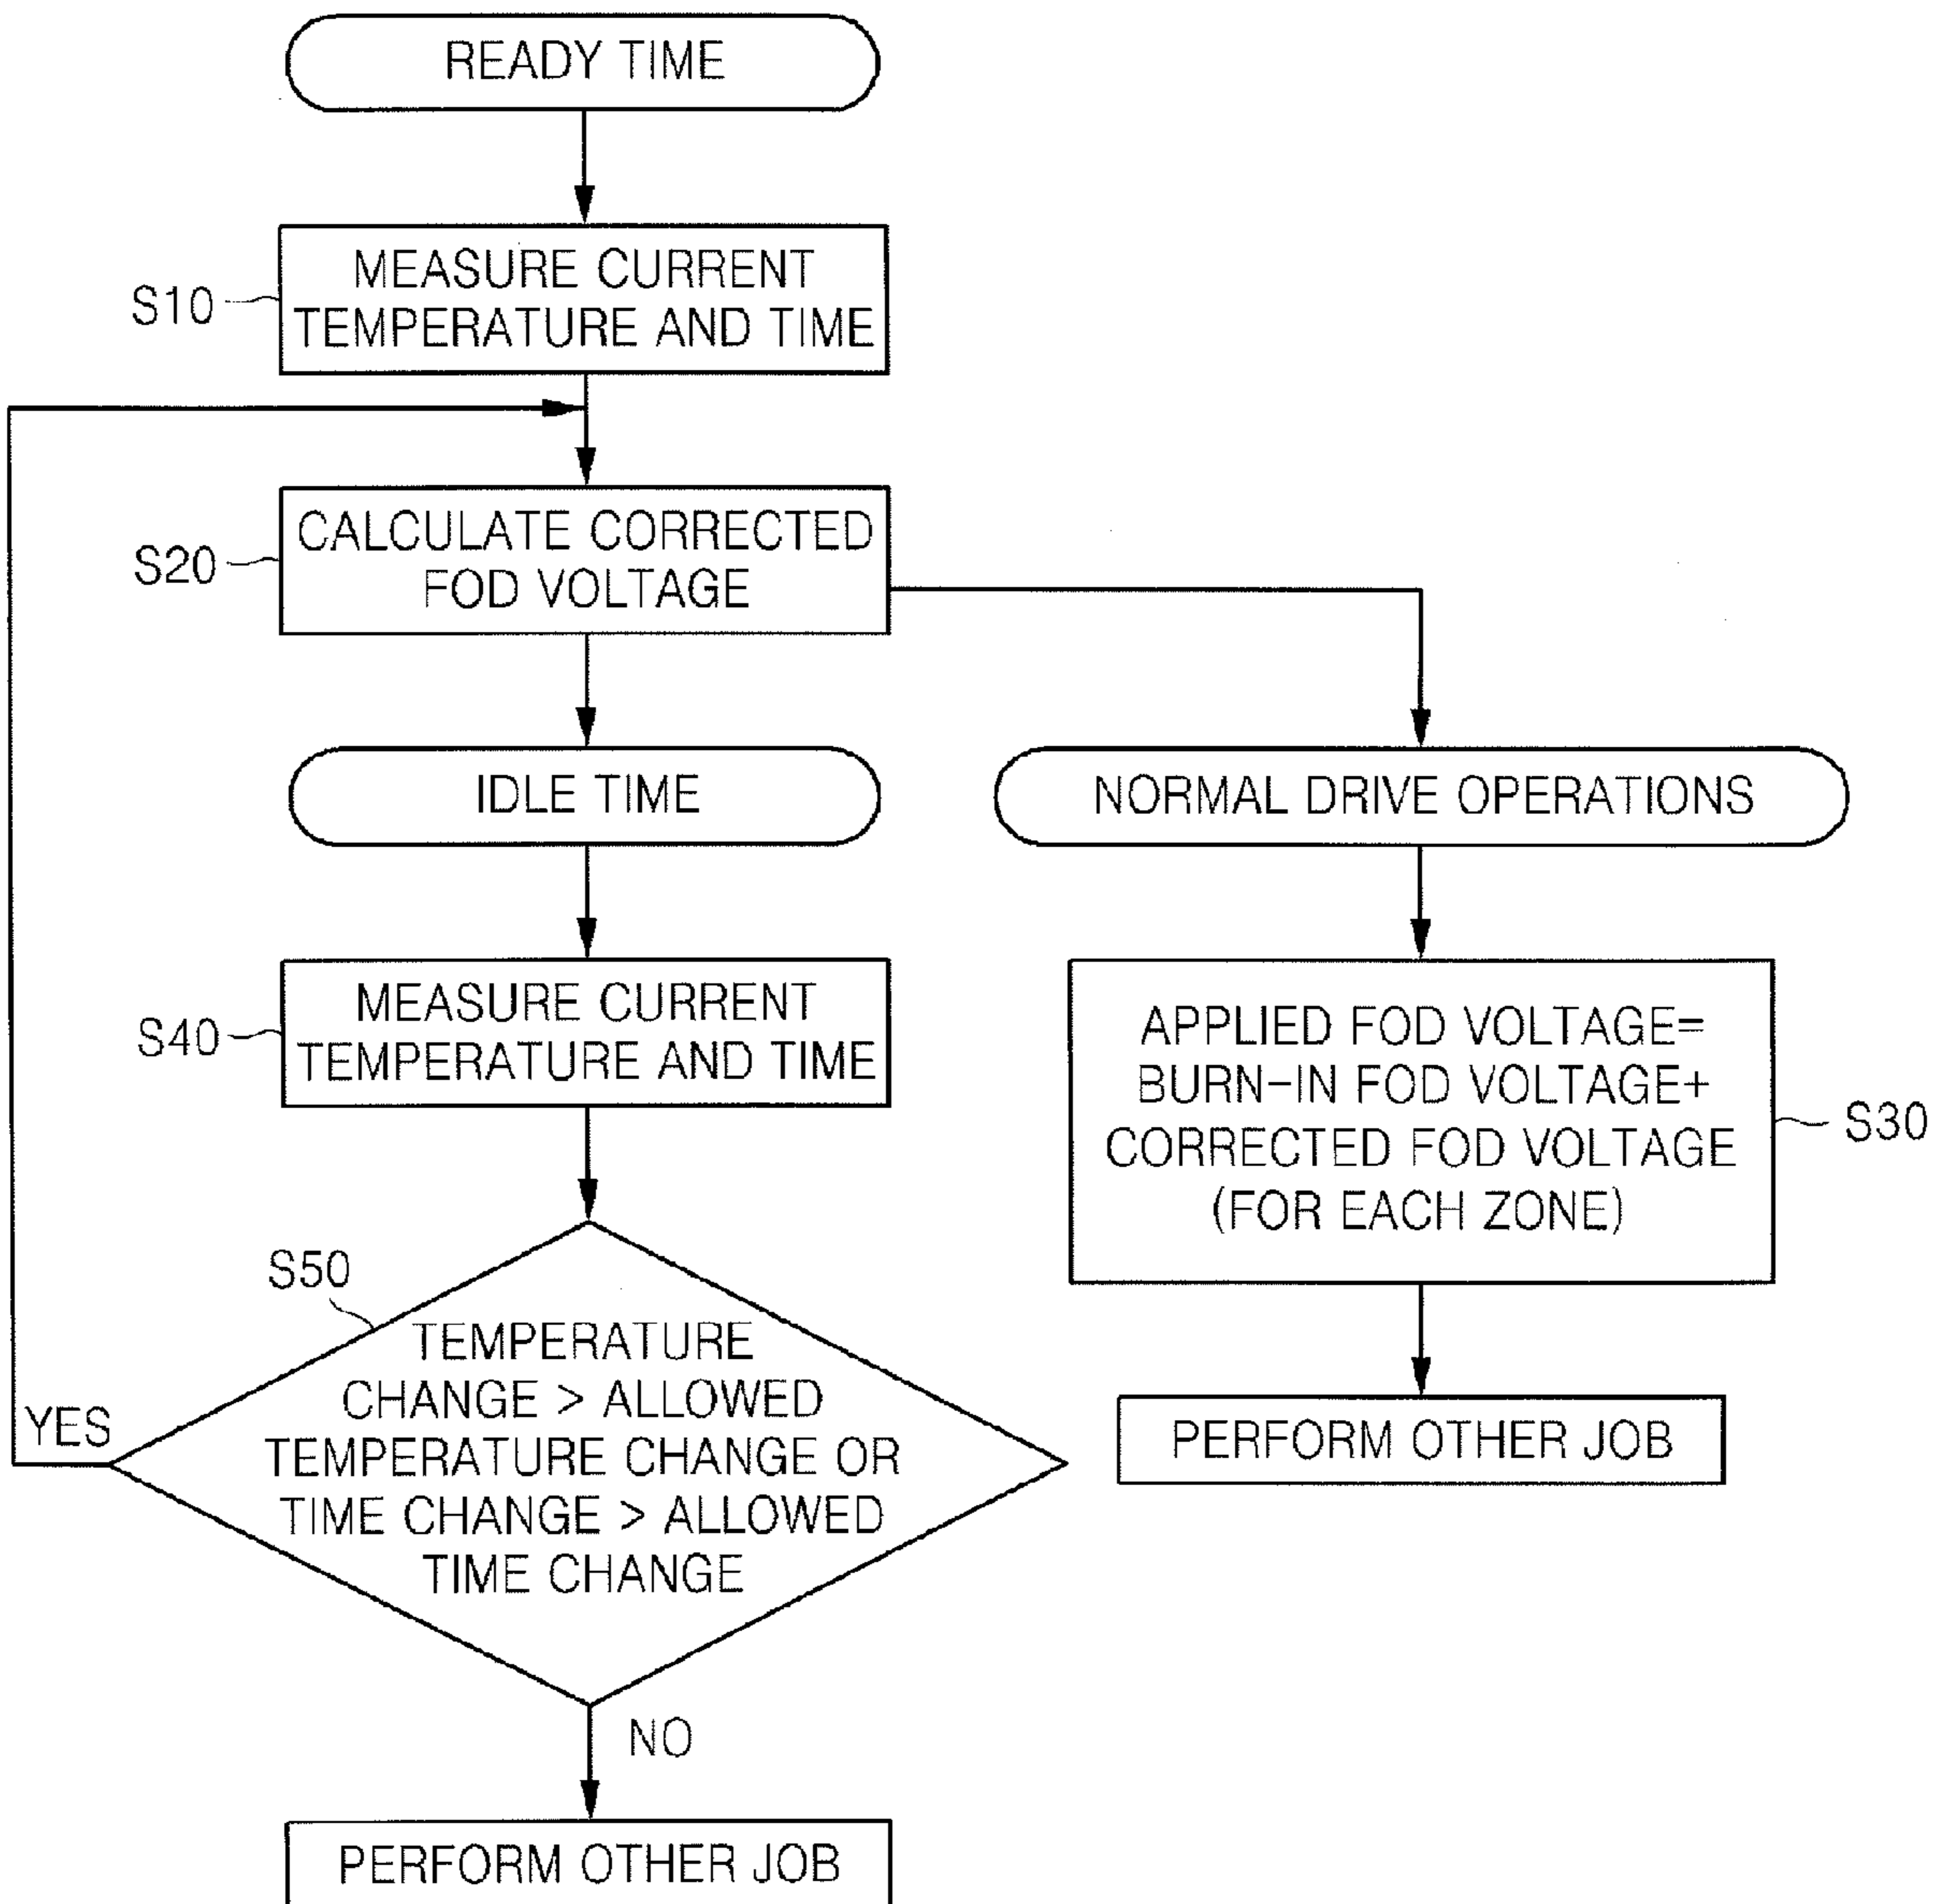 READY TIME
S10
MEASURE CURRENT
TEMPERATURE AND TIME
S20
CALCULATE CORRECTED
FOD VOLTAGE
IDLE TIME
NORMAL DRIVE OPERATIONS
S40
MEASURE CURRENT
TEMPERATURE AND TIME
APPLIED FOD VOLTAGE=
BURN-IN FOD VOLTAGE+
CORRECTED FOD VOLTAGE
(FOR EACH ZONE)
S30
S50
TEMPERATURE
CHANGE > ALLOWED
TEMPERATURE CHANGE OR
TIME CHANGE > ALLOWED
TIME CHANGE
YES
NO
PERFORM OTHER JOB
PERFORM OTHER JOB